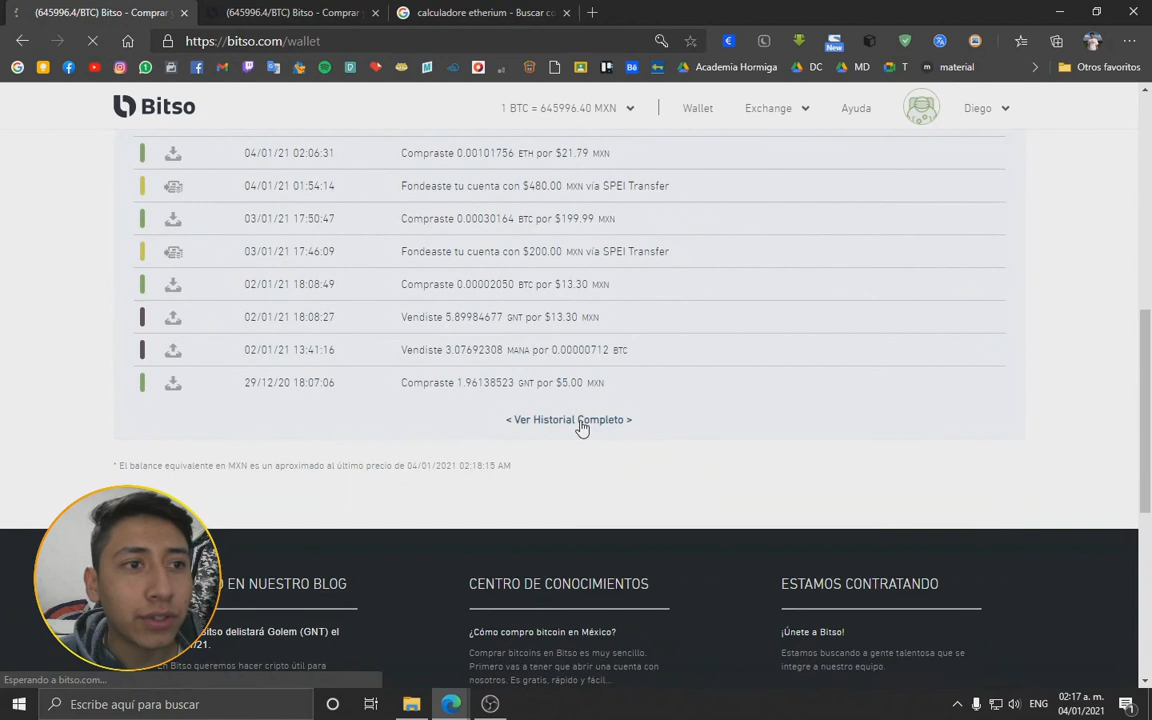 (645996.4/BTC) Bitso - Comprar
(645996.4/BTC) Bitso - Comprar y
calculadore etherium - Buscar co
https://bitso.com/wallet
New
Academia Hormiga
DC
MD
T
material
Otros favoritos
Bitso
1 BTC = 645996.40 MXN
Wallet
Exchange
Ayuda
Diego
04/01/21 02:06:31 Compraste 0.00101756 ETH por $21.79 MXN
04/01/21 01:54:14 Fondeaste tu cuenta con $480.00 MXN vía SPEI Transfer
03/01/21 17:50:47 Compraste 0.00030164 BTC por $199.99 MXN
03/01/21 17:46:09 Fondeaste tu cuenta con $200.00 MXN vía SPEI Transfer
02/01/21 18:08:49 Compraste 0.00002050 BTC por $13.30 MXN
02/01/21 18:08:27 Vendiste 5.89984677 GNT por $13.30 MXN
02/01/21 13:41:16 Vendiste 3.07692308 MANA por 0.00000712 BTC
29/12/20 18:07:06 Compraste 1.96138523 GNT por $5.00 MXN
< Ver Historial Completo >
* El balance equivalente en MXN es un aproximado al último precio de 04/01/2021 02:18:15 AM
EN NUESTRO BLOG
Bitso delistará Golem (GNT) el
/21.
En Bitso queremos hacer cripto útil para
CENTRO DE CONOCIMIENTOS
¿Cómo compro bitcoin en México?
Comprar bitcoins en Bitso es muy sencillo.
Primero vas a tener que abrir una cuenta con
nosotros. Es gratis, rápido y fácil...
ESTAMOS CONTRATANDO
¡Únete a Bitso!
Estamos buscando a gente talentosa que se
integre a nuestro equipo.
Esperando a bitso.com...
Escribe aquí para buscar
ENG
02:17 a. m.
04/01/2021
1